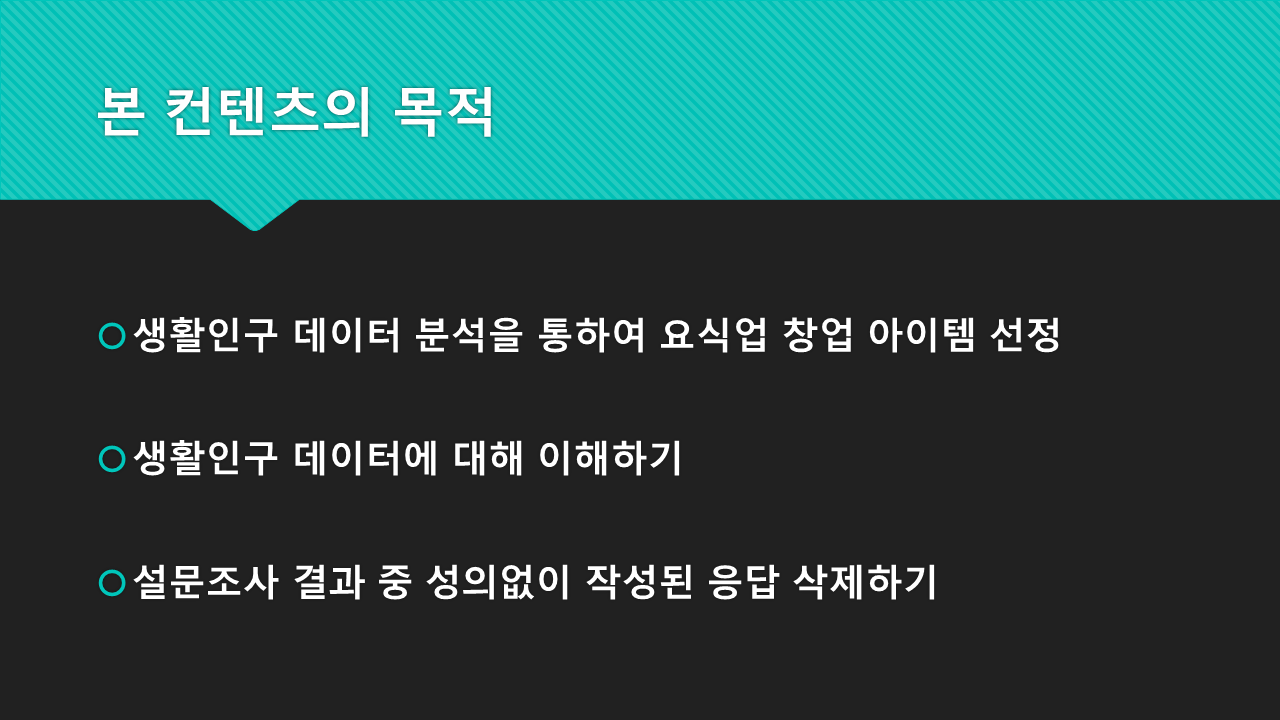 본 컨텐츠의 목적
생활인구 데이터 분석을 통하여 요식업 창업 아이템 선정
생활인구 데이터에 대해 이해하기
설문조사 결과 중 성의없이 작성된 응답 삭제하기